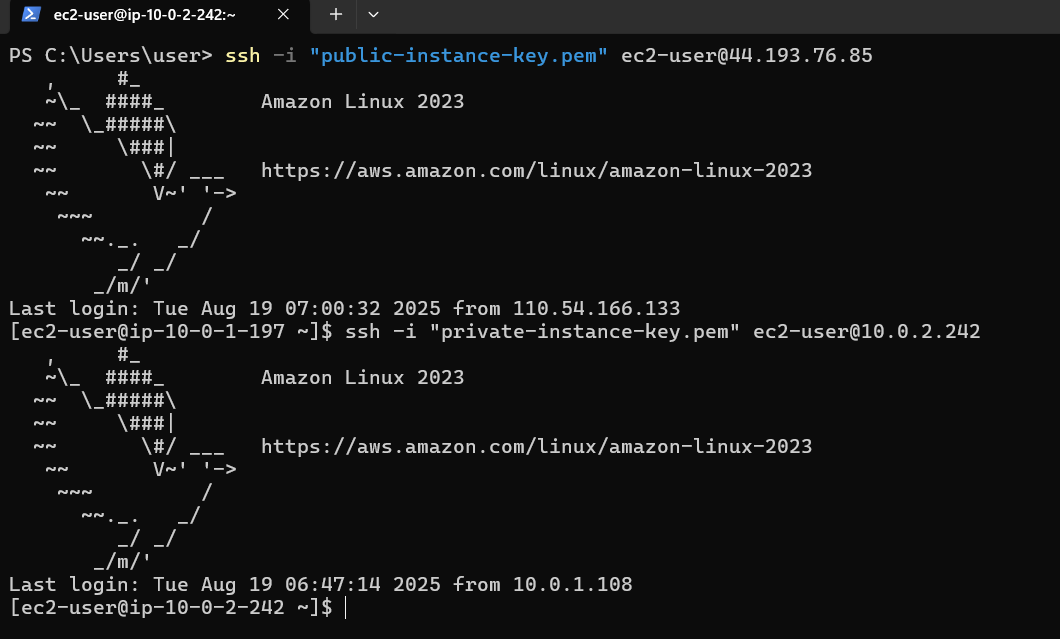 ec2-user@ip-10-0-2-242:~
PS C:\Users\user> ssh -i "public-instance-key.pem" ec2-user@44.193.76.85
   ,     #_
   ~\_  ####_        Amazon Linux 2023
  ~~  \_#####\
  ~~     \###|
  ~~       \#/ ___   https://aws.amazon.com/linux/amazon-linux-2023
   ~~       V~' '->
    ~~~         /
      ~~._.   _/
         _/ _/
       _/m/'
Last login: Tue Aug 19 07:00:32 2025 from 110.54.166.133
[ec2-user@ip-10-0-1-197 ~]$ ssh -i "private-instance-key.pem" ec2-user@10.0.2.242
   ,     #_
   ~\_  ####_        Amazon Linux 2023
  ~~  \_#####\
  ~~     \###|
  ~~       \#/ ___   https://aws.amazon.com/linux/amazon-linux-2023
   ~~       V~' '->
    ~~~         /
      ~~._.   _/
         _/ _/
       _/m/'
Last login: Tue Aug 19 06:47:14 2025 from 10.0.1.108
[ec2-user@ip-10-0-2-242 ~]$